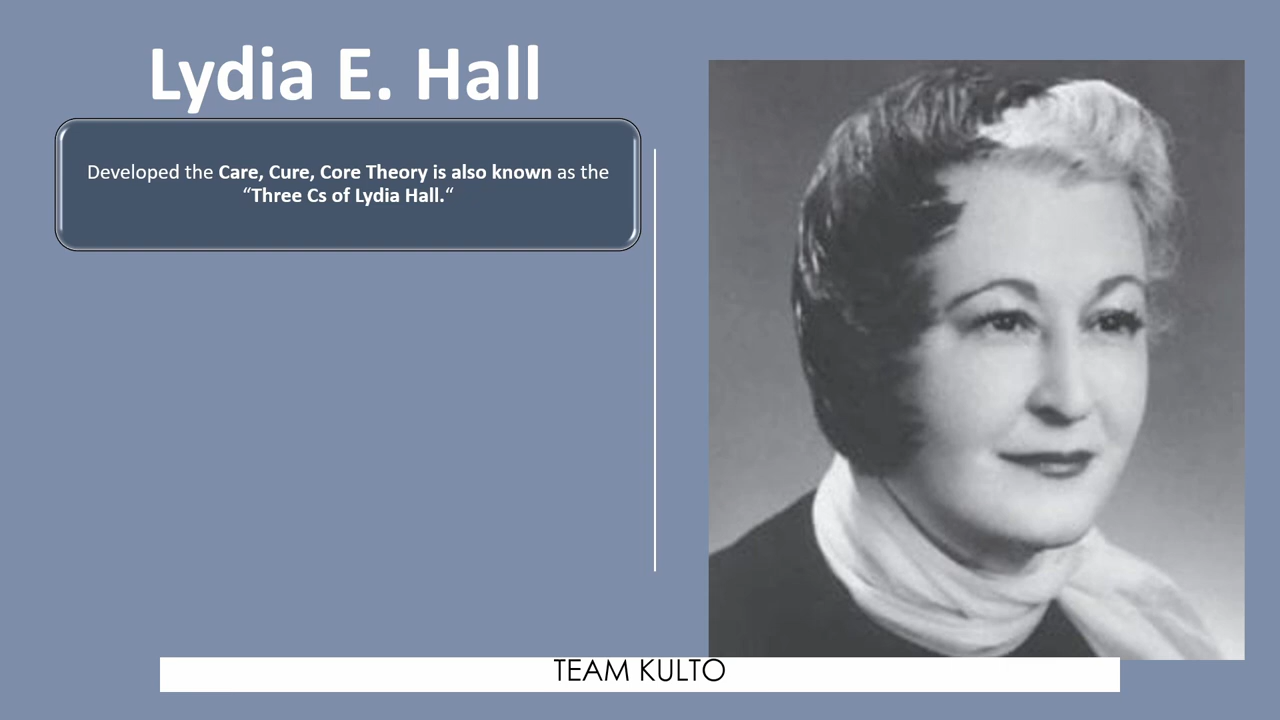 Lydia E. Hall
Developed the Care, Cure, Core Theory is also known as the
“Three Cs of Lydia Hall.“
TEAM KULTO